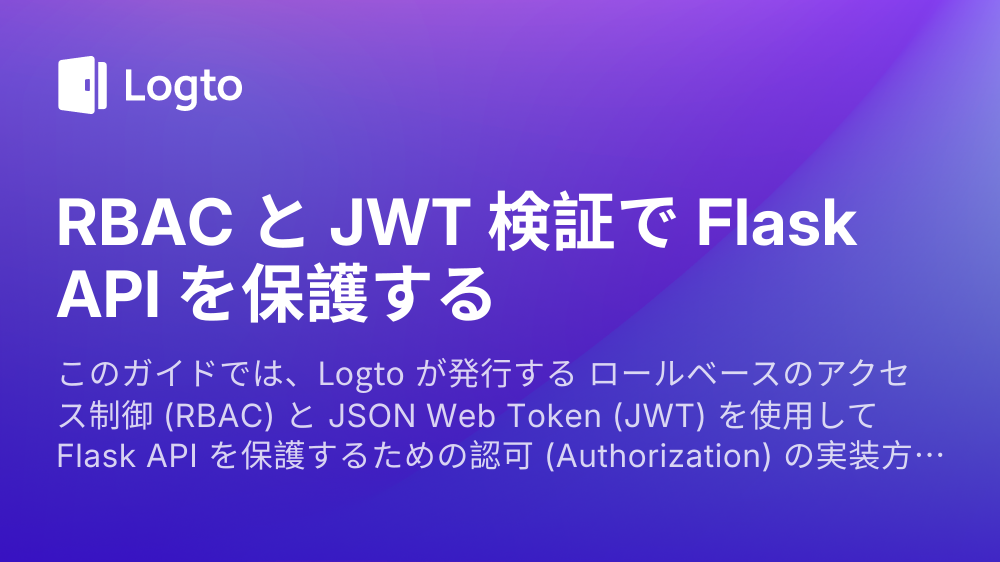 Logto
RBAC と JWT 検証で Flask
API を保護する
このガイドでは、Logto が発行する ロールベースのアクセ
ス制御 (RBAC) と JSON Web Token (JWT) を使用して
Flask API を保護するための認可 (Authorization) の実装方…